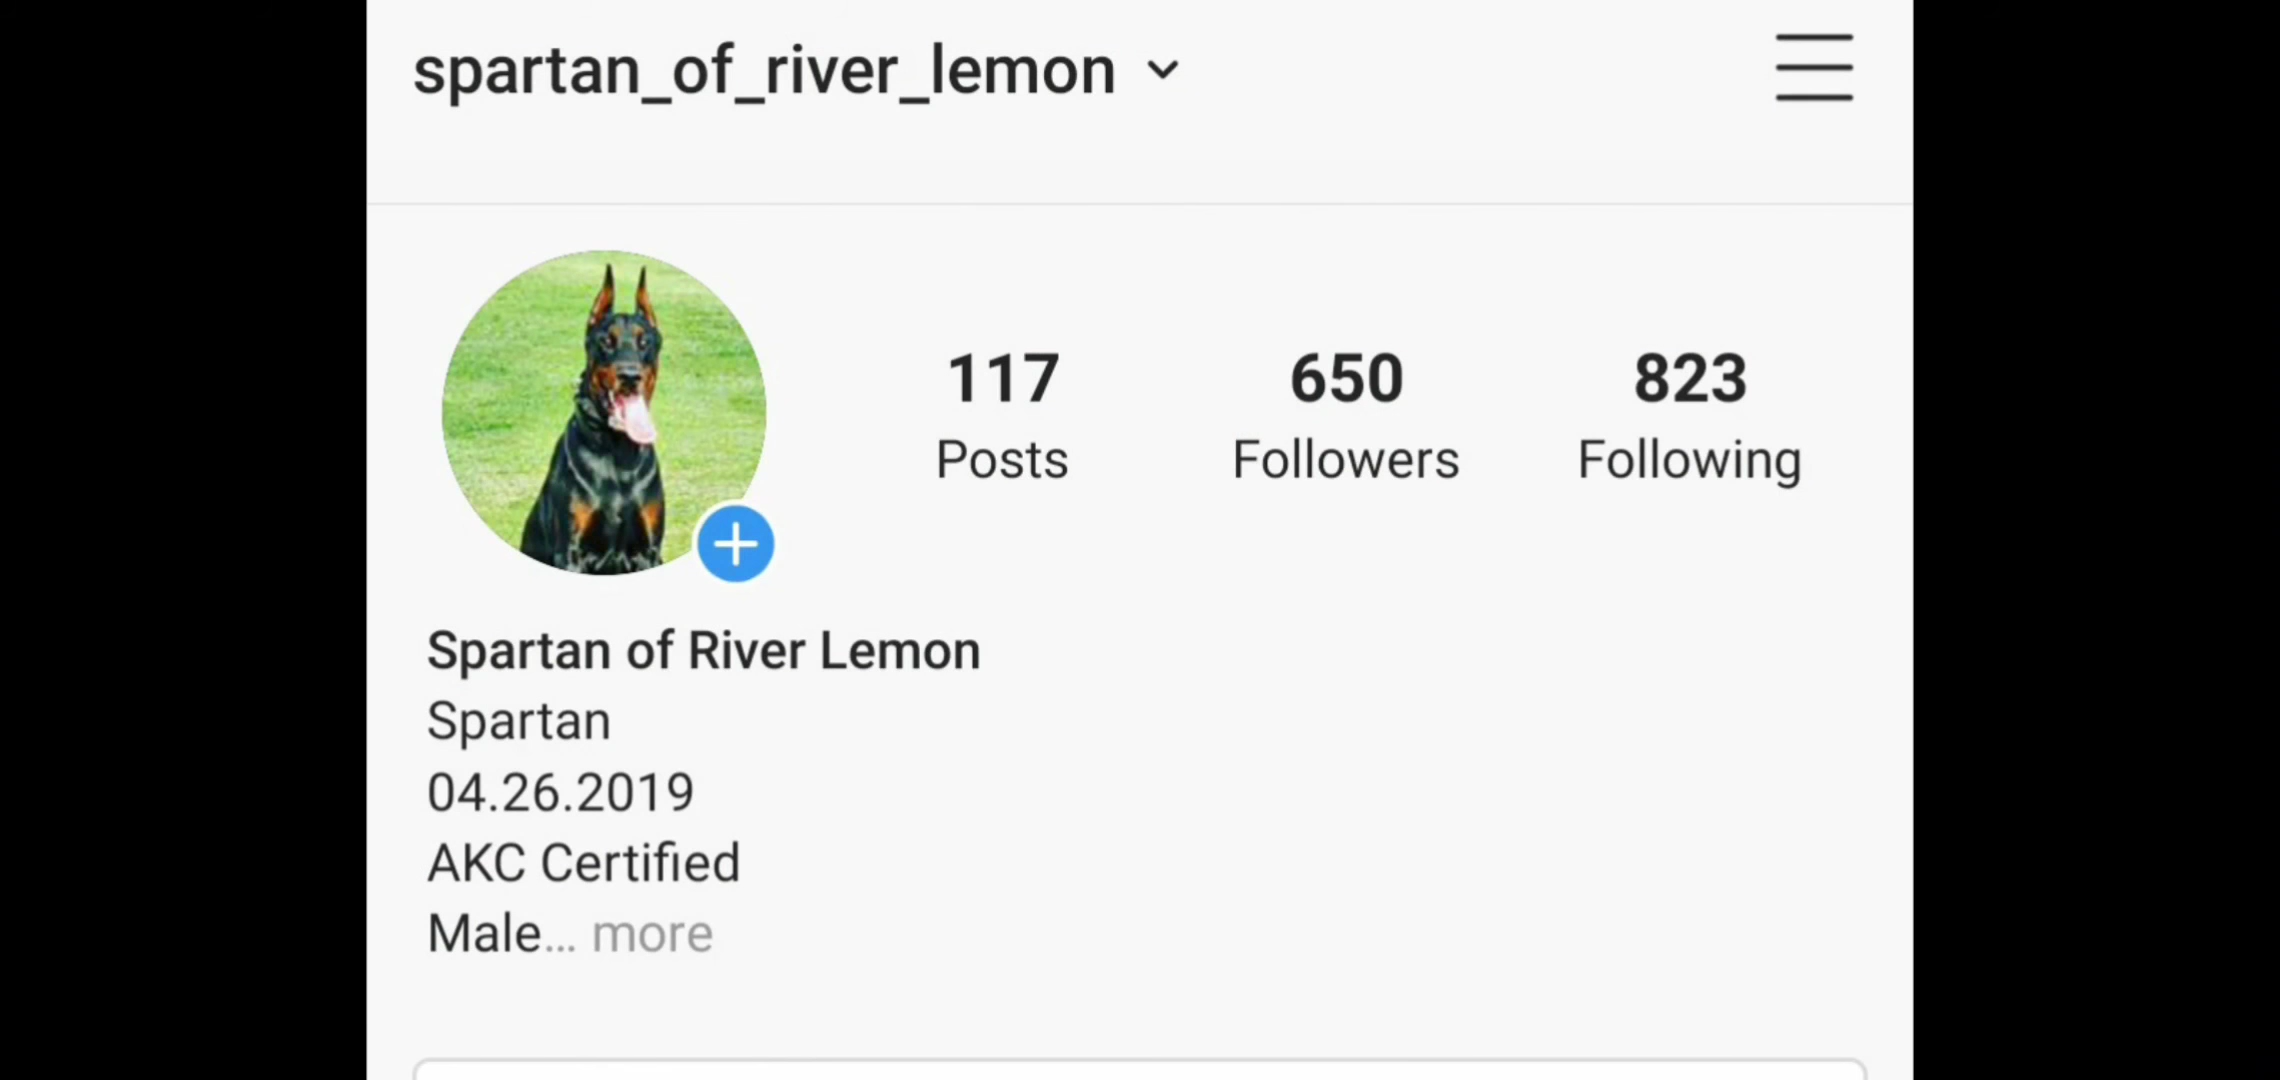 spartan_of_river_lemon
117
650
823
Posts
Followers
Following
Spartan of River Lemon
Spartan
04.26.2019
AKC Certified
Male... more